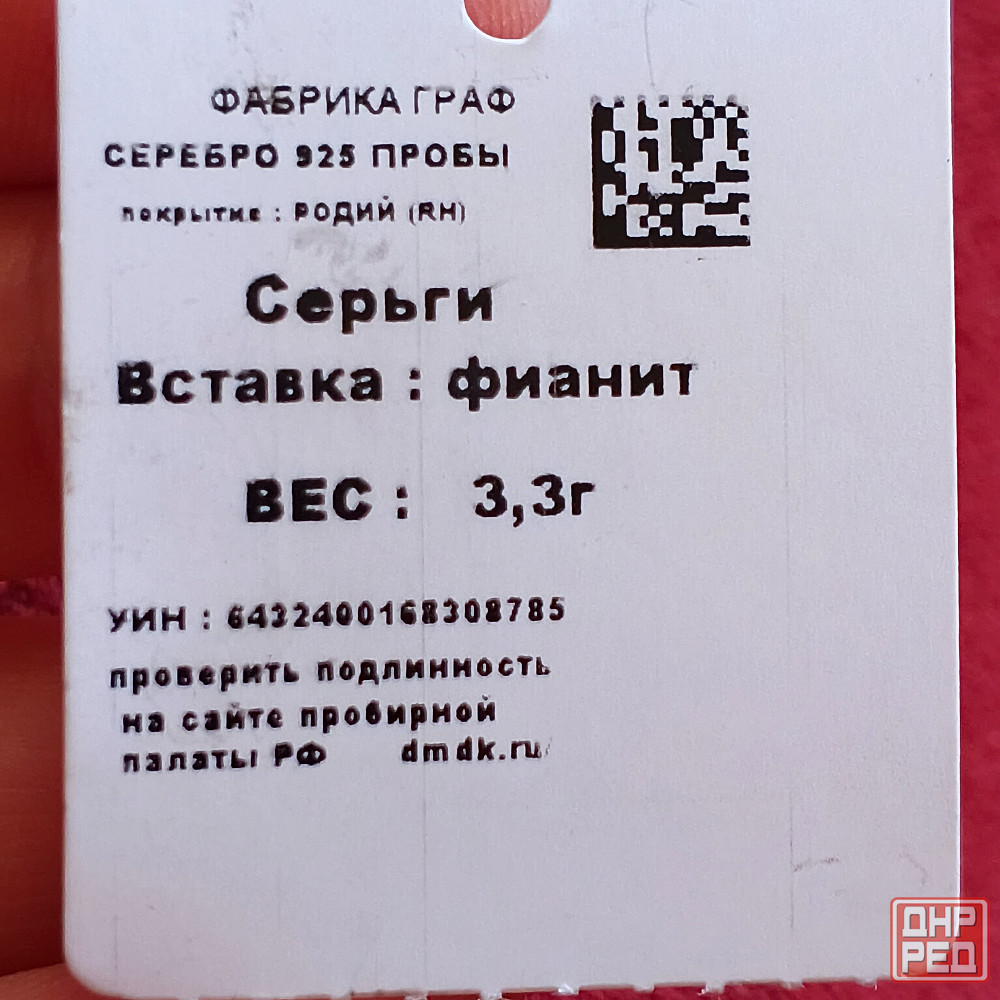 ФАБРИКА ГРАФ
СЕРЕБРО 925 ПРОБЫ
покрытие : РОДИЙ (RH)
Серьги
Вставка : фианит
ВЕС : 3,3г
УИН : 6432400168308785
проверить подлинность
на сайте пробирной
палаты РФ dmdk.ru
ДНР
РЕД